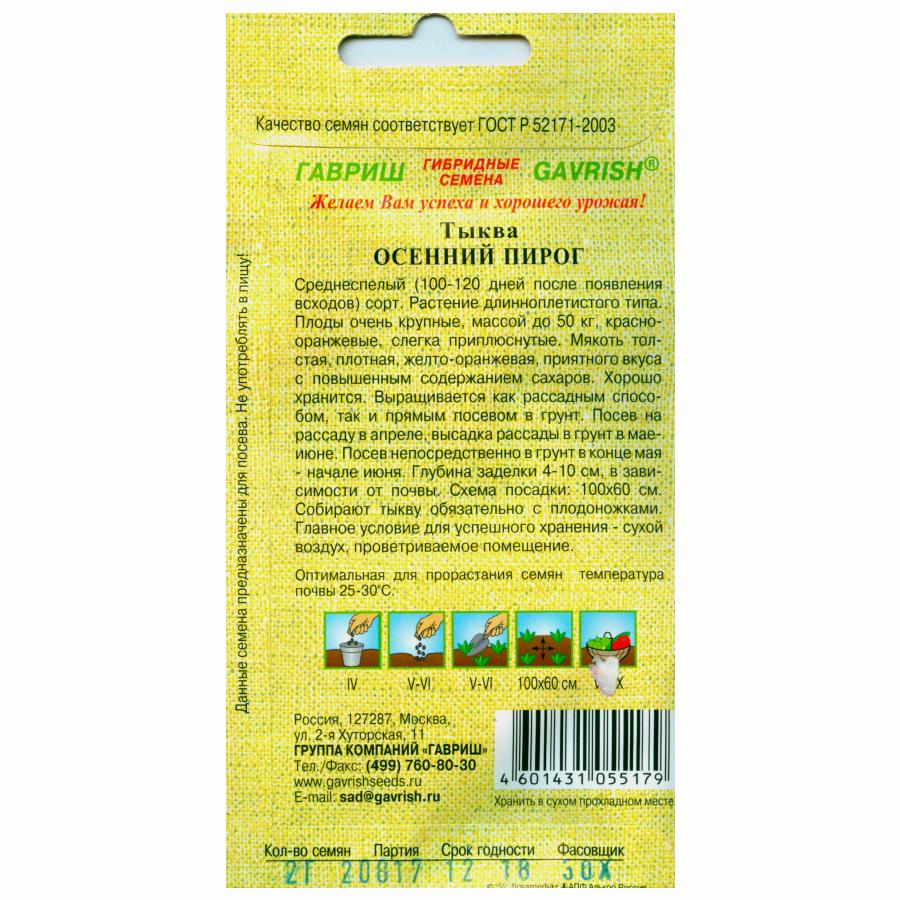 Качество семян соответствует ГОСТ Р 52171-2003
ГАВРИШ ГИБРИДНЫЕ СЕМЕНА GAVRISH®
Желаем Вам успеха и хорошего урожая!
Тыква
ОСЕННИЙ ПИРОГ
Среднеспелый (100-120 дней после появления
всходов) сорт. Растение длинноплетистого типа.
Плоды очень крупные, массой до 50 кг, красно-
оранжевые, слегка приплюснутые. Мякоть тол-
стая, плотная, желто-оранжевая, приятного вкуса
с повышенным содержанием сахаров. Хорошо
хранится. Выращивается как рассадным спосо-
бом, так и прямым посевом в грунт. Посев на
рассаду в апреле, высадка рассады в грунт в мае-
июне. Посев непосредственно в грунт в конце мая
- начале июня. Глубина заделки 4-10 см, в зави-
симости от почвы. Схема посадки: 100х60 см.
Собирают тыкву обязательно с плодоножками.
Главное условие для успешного хранения - сухой
воздух, проветриваемое помещение.
Оптимальная для прорастания семян температура
почвы 25-30°С.
IV V-VI V-VI 100х60 см
Данные семена предназначены для посева. Не употреблять в пищу!
Россия, 127287, Москва,
ул. 2-я Хуторская, 11
ГРУППА КОМПАНИЙ «ГАВРИШ»
Тел./Факс: (499) 760-80-30
www.gavrishseeds.ru
E-mail: sad@gavrish.ru
4 601431 055179
Хранить в сухом прохладном месте
Кол-во семян Партия Срок годности Фасовщик
2Г 20817 12 18 30Х